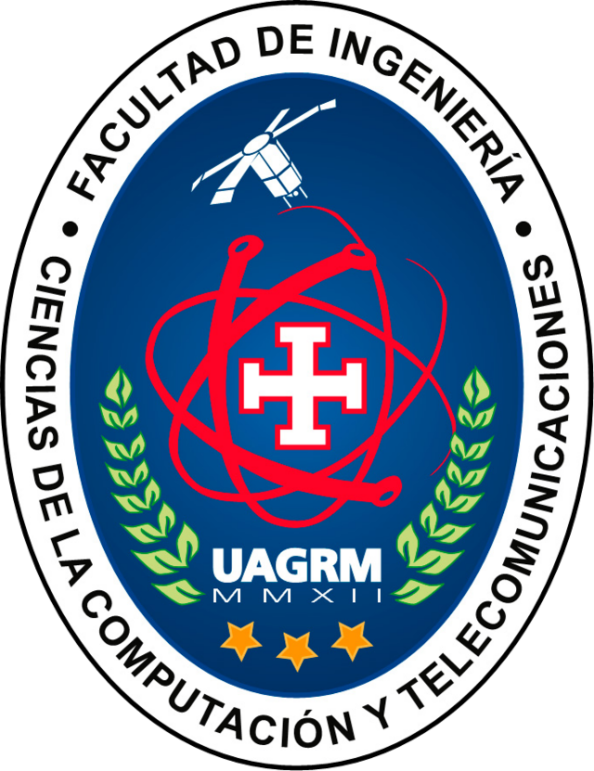 • FACULTAD DE INGENIERÍA •
CIENCIAS DE LA COMPUTACIÓN Y TELECOMUNICACIONES
UAGRM
MMXII